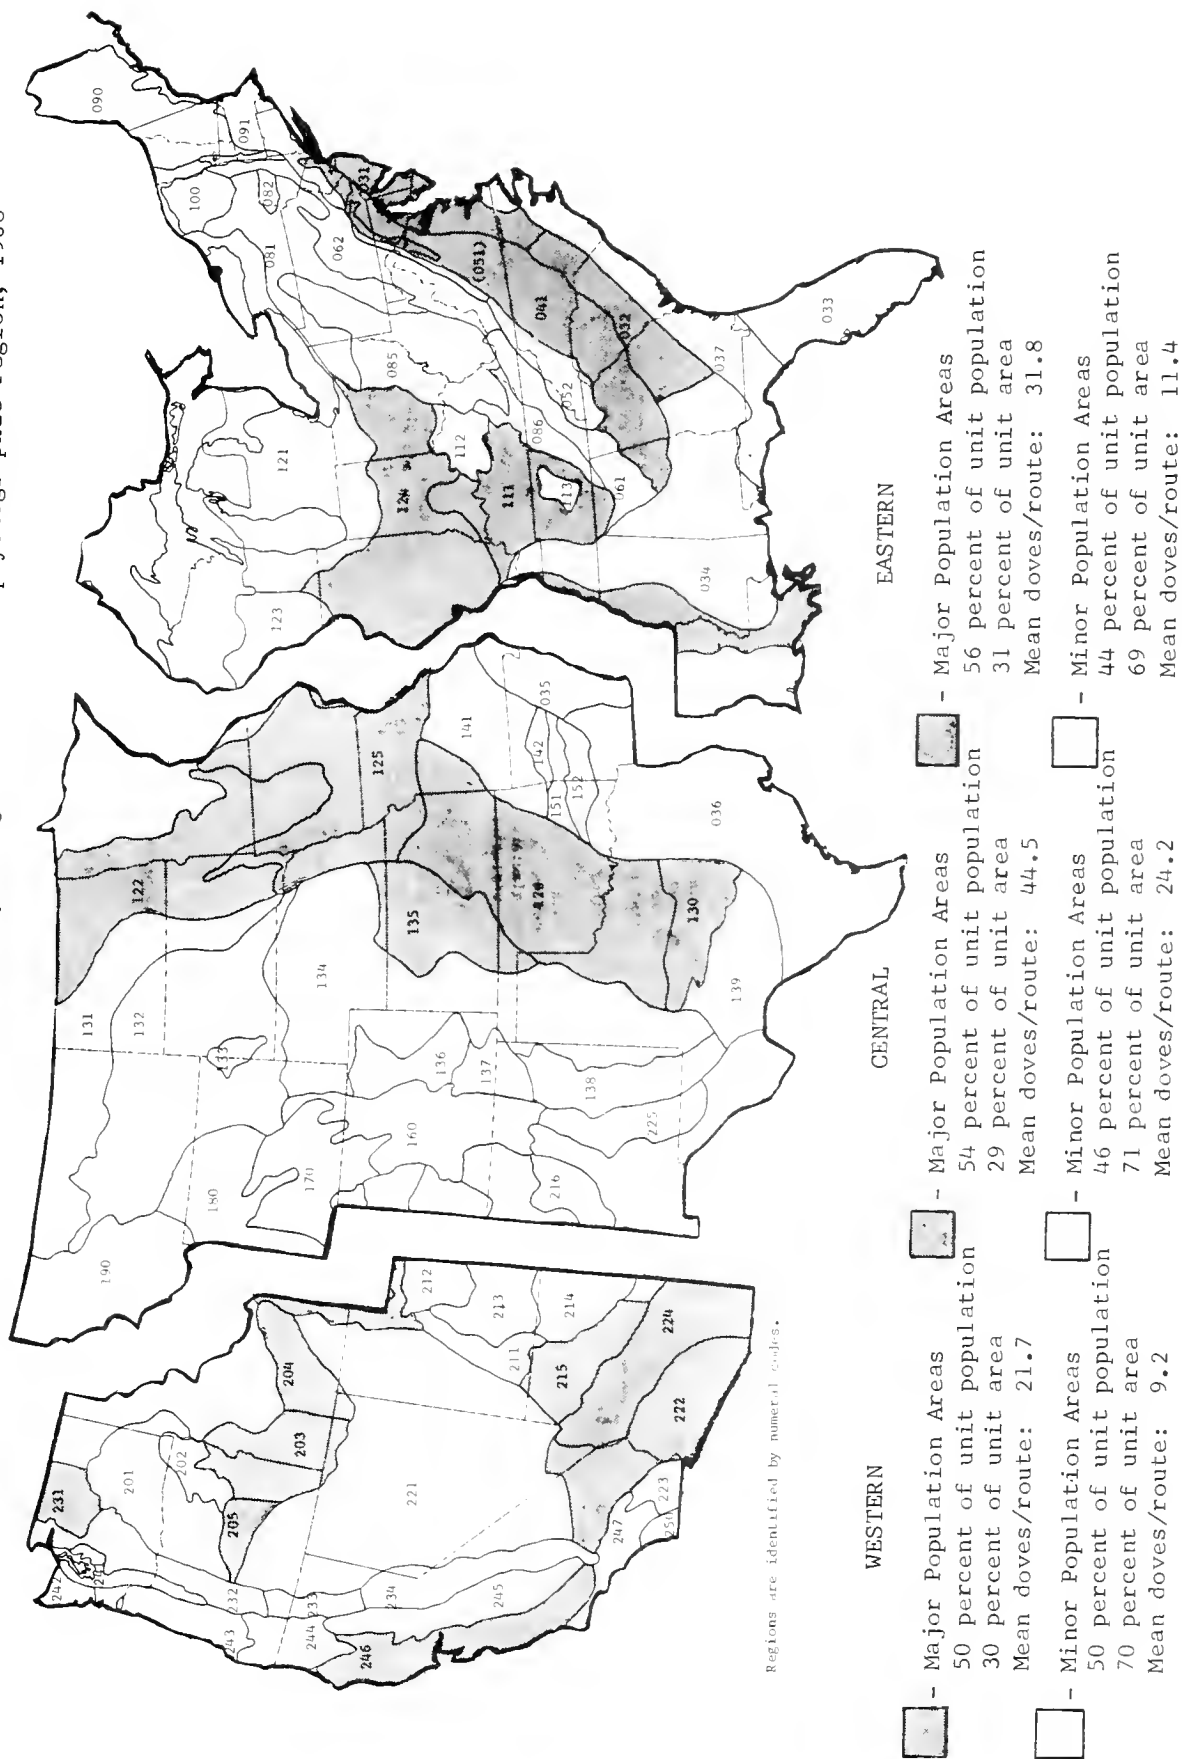 WESTERN
- Major Population Areas
50 percent of unit population
30 percent of unit area
Mean doves/route: 21.7
- Minor Population Areas
50 percent of unit population
70 percent of unit area
Mean doves/route: 9.2
CENTRAL
- Major Population Areas
54 percent of unit population
29 percent of unit area
Mean doves/route: 44.5
- Minor Population Areas
46 percent of unit population
71 percent of unit area
Mean doves/route: 24.2
EASTERN
- Major Population Areas
56 percent of unit population
31 percent of unit area
Mean doves/route: 31.8
- Minor Population Areas
44 percent of unit population
69 percent of unit area
Mean doves/route: 11.4
Regions are identified by numeral codes.
242
231
201
202
205
203
204
232
243
233
244
246
234
245
221
211
212
213
214
215
222
224
247
223
250
190
180
170
160
131
132
133
134
122
125
135
136
137
138
139
216
225
130
141
142
151
152
035
036
123
121
124
112
111
113
085
086
061
052
034
037
033
032
041
(051)
031
062
081
082
100
091
090
region, 1966